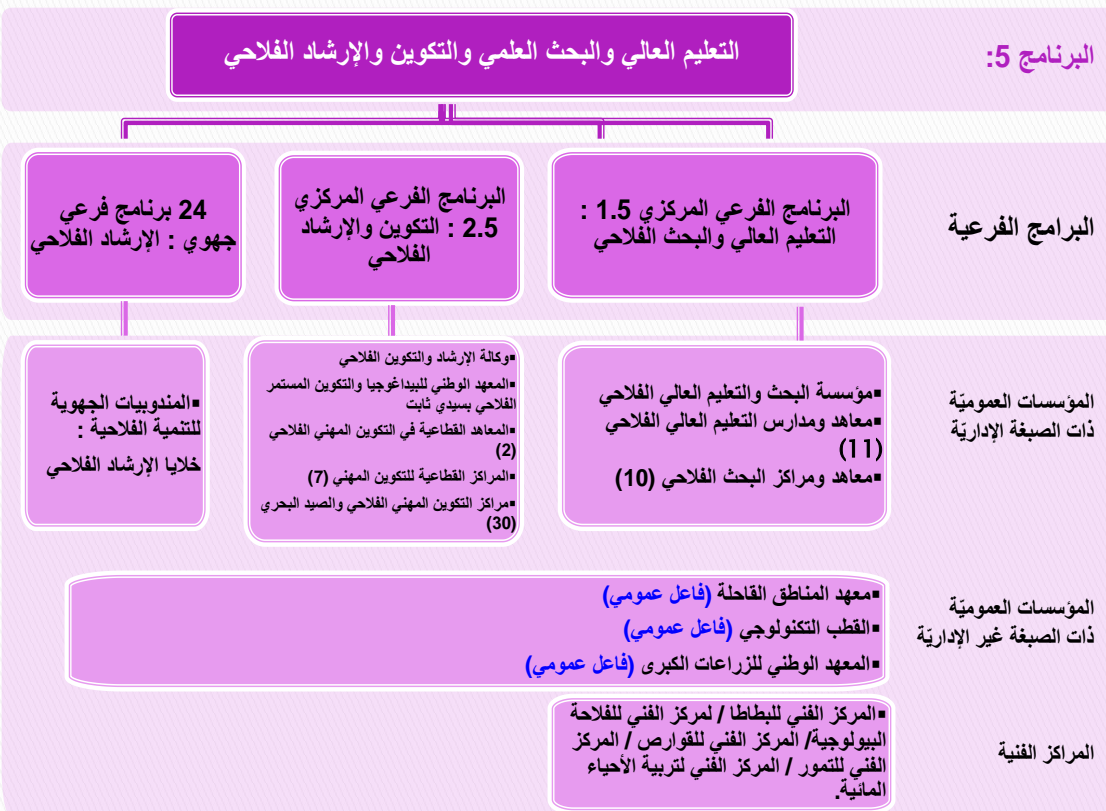 البرنامج 5:
التعليم العالي والبحث العلمي والتكوين والإرشاد الفلاحي
البرامج الفرعية
البرنامج الفرعي المركزي 1.5 :
التعليم العالي والبحث الفلاحي
البرنامج الفرعي المركزي
2.5 : التكوين والإرشاد
الفلاحي
24 برنامج فرعي
جهوي : الإرشاد الفلاحي
المؤسسات العموميّة
ذات الصبغة الإداريّة
▪مؤسسة البحث والتعليم العالي الفلاحي
▪معاهد ومدارس التعليم العالي الفلاحي
(11)
▪معاهد ومراكز البحث الفلاحي (10)
▪وكالة الإرشاد والتكوين الفلاحي
▪المعهد الوطني للبيداغوجيا والتكوين المستمر
الفلاحي بسيدي ثابت
▪المعاهد القطاعية في التكوين المهني الفلاحي
(2)
▪المراكز القطاعية للتكوين المهني (7)
▪مراكز التكوين المهني الفلاحي والصيد البحري
(30)
▪المندوبيات الجهوية
للتنمية الفلاحية :
خلايا الإرشاد الفلاحي
المؤسسات العموميّة
ذات الصبغة غير الإداريّة
▪معهد المناطق القاحلة (فاعل عمومي)
▪القطب التكنولوجي (فاعل عمومي)
▪المعهد الوطني للزراعات الكبرى (فاعل عمومي)
المراكز الفنية
▪المركز الفني للبطاطا / لمركز الفني للفلاحة
البيولوجية/ المركز الفني للقوارص / المركز
الفني للتمور / المركز الفني لتربية الأحياء
المائية.